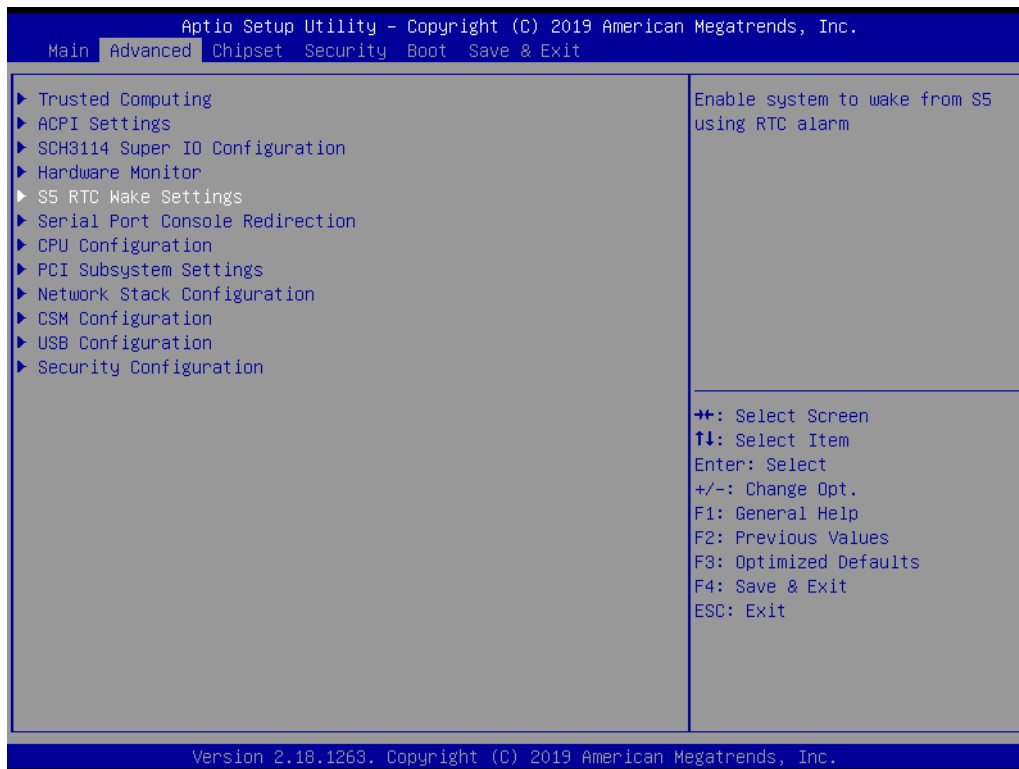 Aptio Setup Utility – Copyright (C) 2019 American Megatrends, Inc.
Main Advanced Chipset Security Boot Save & Exit
▶ Trusted Computing
▶ ACPI Settings
▶ SCH3114 Super IO Configuration
▶ Hardware Monitor
▶ S5 RTC Wake Settings
▶ Serial Port Console Redirection
▶ CPU Configuration
▶ PCI Subsystem Settings
▶ Network Stack Configuration
▶ CSM Configuration
▶ USB Configuration
▶ Security Configuration
Enable system to wake from S5
using RTC alarm
→←: Select Screen
↑↓: Select Item
Enter: Select
+/-: Change Opt.
F1: General Help
F2: Previous Values
F3: Optimized Defaults
F4: Save & Exit
ESC: Exit
Version 2.18.1263. Copyright (C) 2019 American Megatrends, Inc.